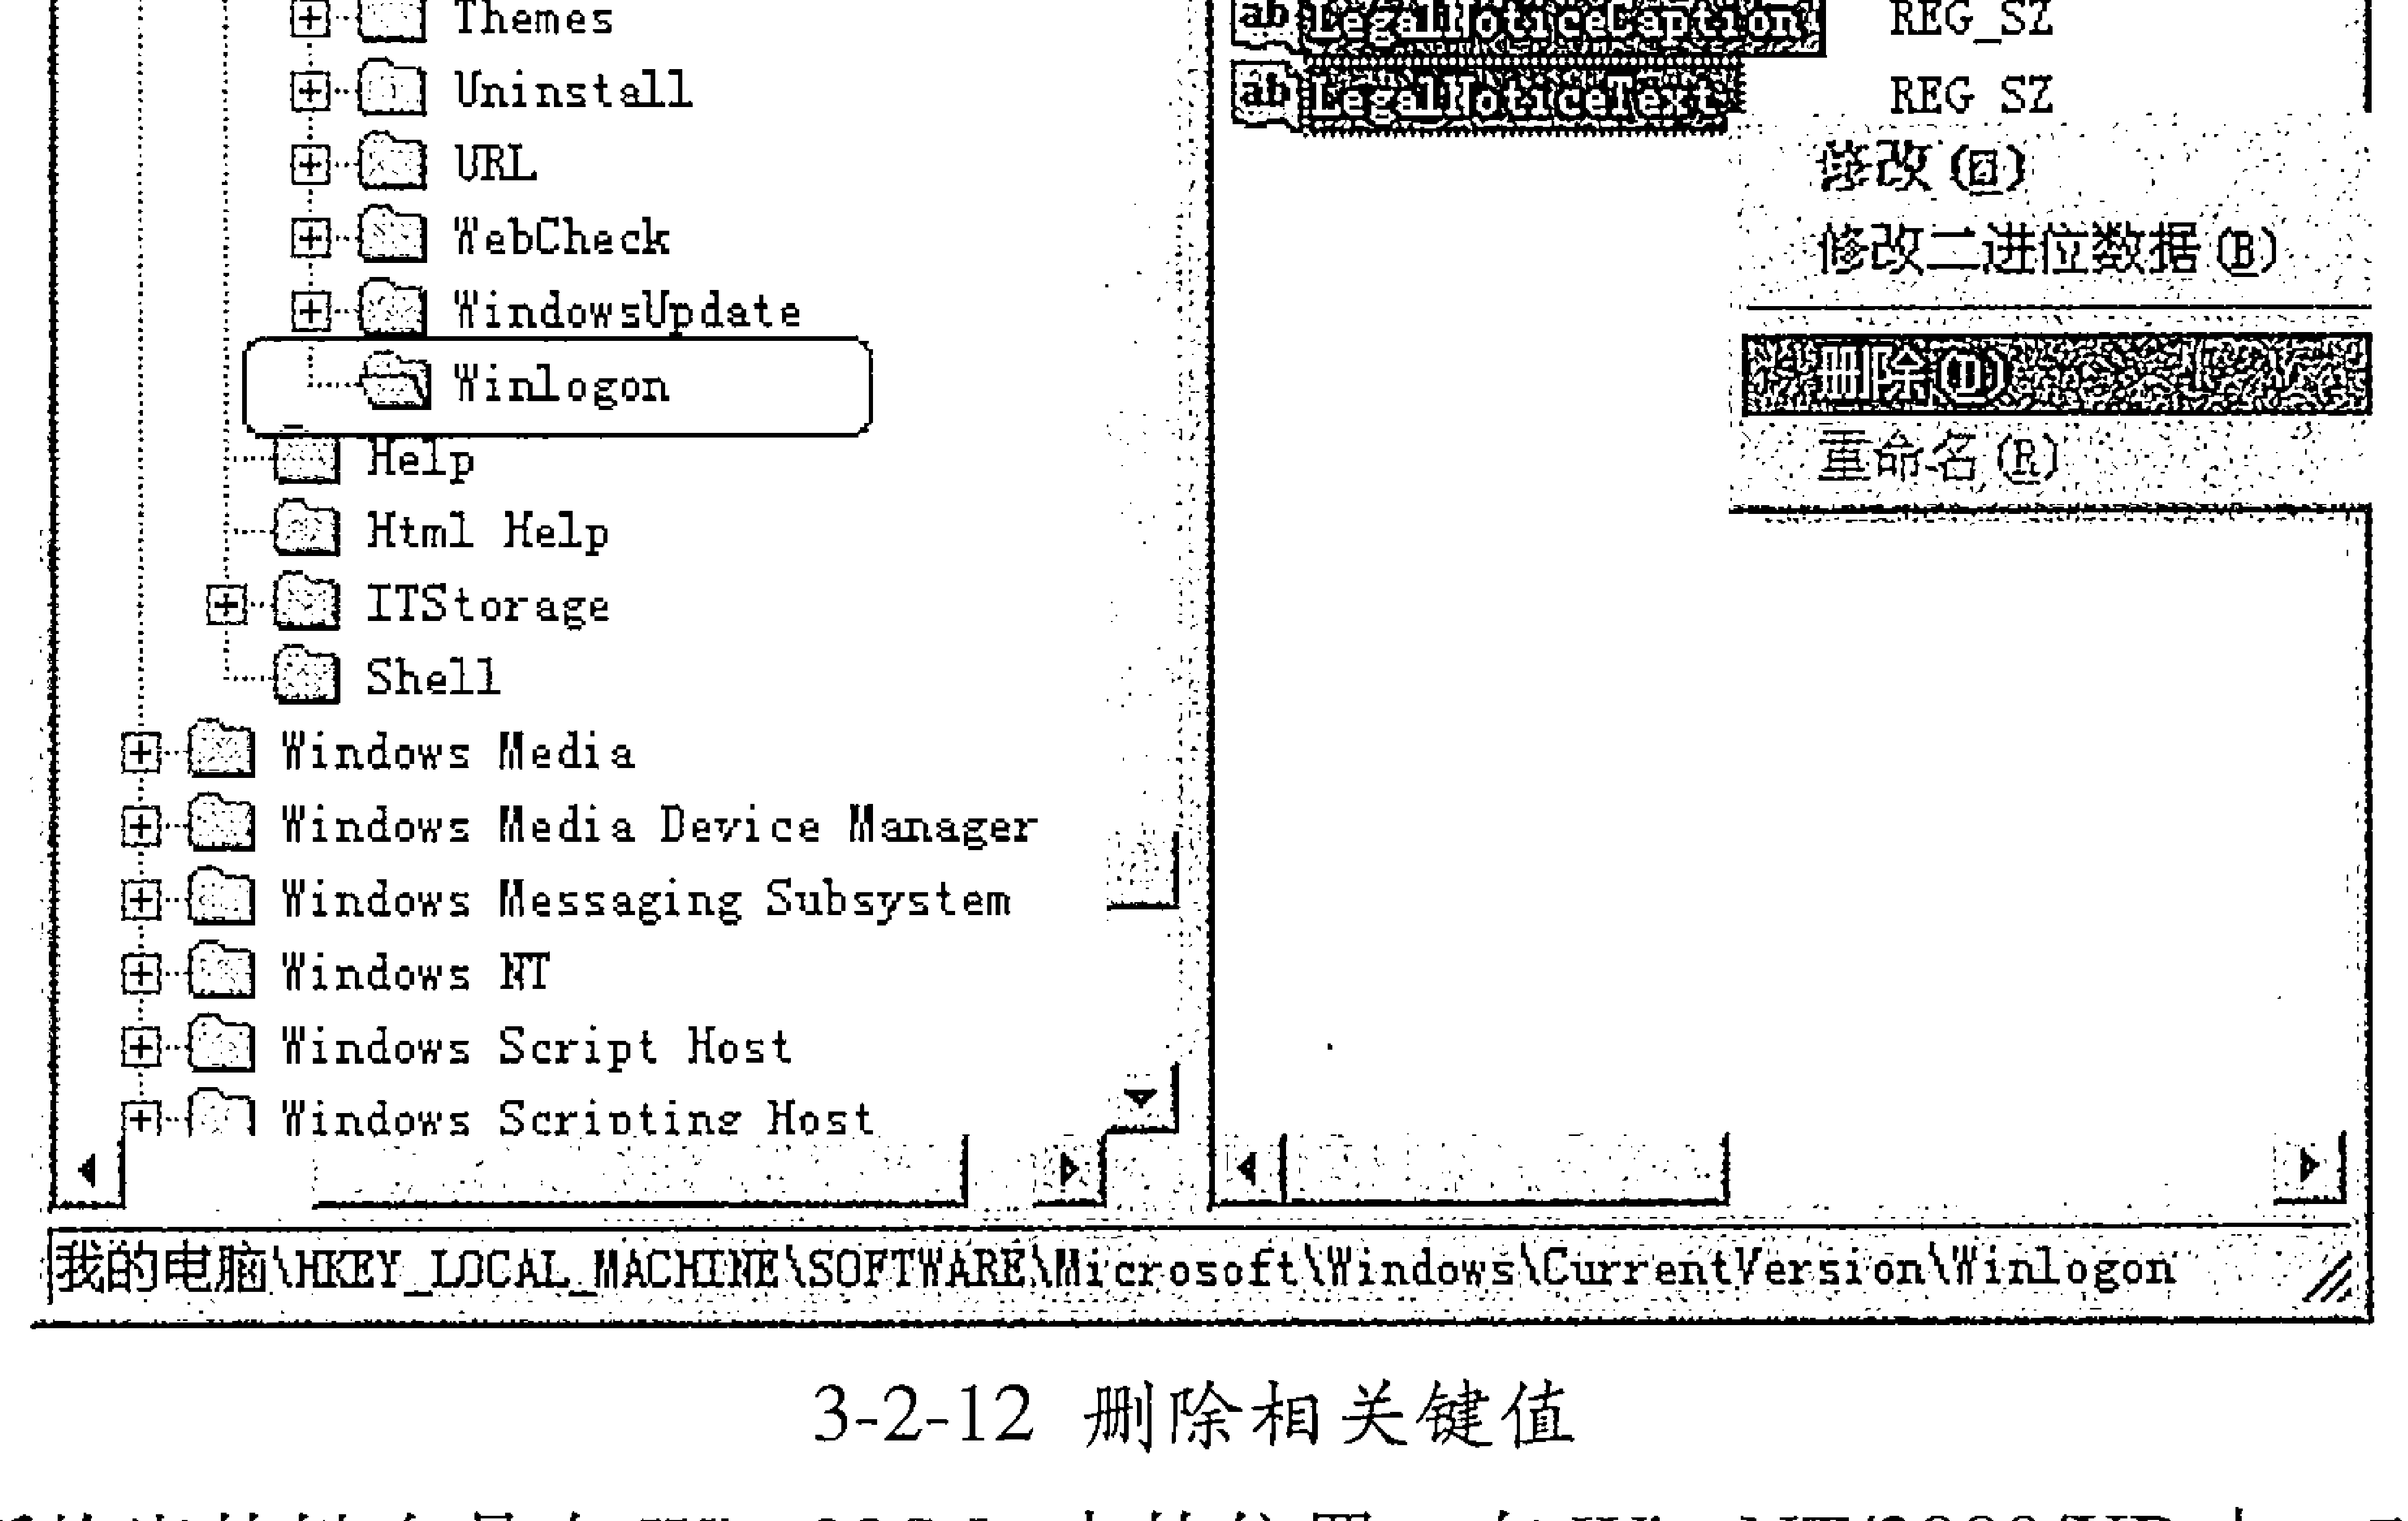 Themes
Uninstall
URL
WebCheck
WindowsUpdate
Winlogon
Help
Html Help
ITStorage
Shell
Windows Media
Windows Media Device Manager
Windows Messaging Subsystem
Windows NT
Windows Script Host
Windows Scripting Host
LegalNoticeCaption REG_SZ
LegalNoticeText REG_SZ
修改(M)
修改二进位数据(B)
删除(D)
重命名(R)
我的电脑\HKEY_LOCAL_MACHINE\SOFTWARE\Microsoft\Windows\CurrentVersion\Winlogon
3-2-12 删除相关键值